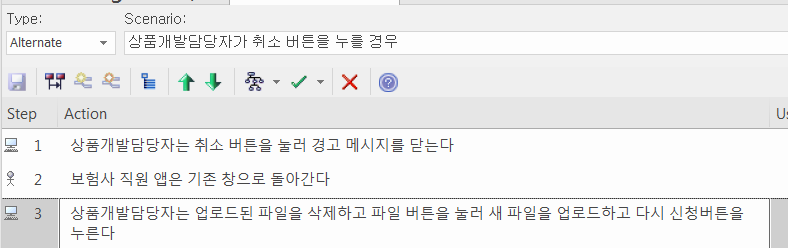 Type:
Scenario:
Alternate
상품개발담당자가 취소 버튼을 누를 경우
Step
Action
1
상품개발담당자는 취소 버튼을 눌러 경고 메시지를 닫는다
2
보험사 직원 앱은 기존 창으로 돌아간다
3
상품개발담당자는 업로드된 파일을 삭제하고 파일 버튼을 눌러 새 파일을 업로드하고 다시 신청버튼을
누른다